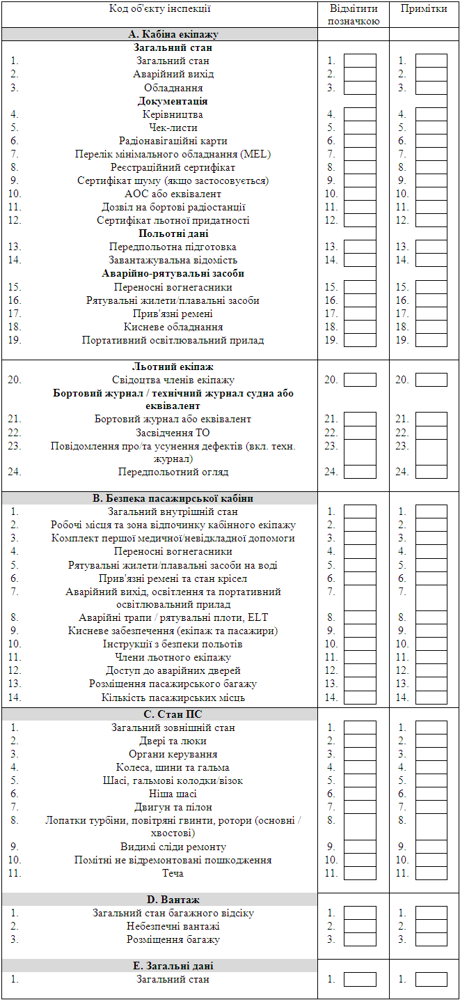 Код об'єкту інспекції Відмітити позначкою Примітки
А. Кабіна екіпажу
Загальний стан
1. Загальний стан 1. 1.
2. Аварійний вихід 2. 2.
3. Обладнання 3. 3.
Документація
4. Керівництва 4. 4.
5. Чек-листи 5. 5.
6. Радіонавігаційні карти 6. 6.
7. Перелік мінімального обладнання (MEL) 7. 7.
8. Реєстраційний сертифікат 8. 8.
9. Сертифікат шуму (якщо застосовується) 9. 9.
10. АОС або еквівалент 10. 10.
11. Дозвіл на бортові радіостанції 11. 11.
12. Сертифікат льотної придатності 12. 12.
Польотні дані
13. Передпольотна підготовка 13. 13.
14. Завантажувальна відомість 14. 14.
Аварійно-рятувальні засоби
15. Переносні вогнегасники 15. 15.
16. Рятувальні жилети/плавальні засоби 16. 16.
17. Прив'язні ремені 17. 17.
18. Кисневе обладнання 18. 18.
19. Портативний освітлювальний прилад 19. 19.
Льотний екіпаж
20. Свідоцтва членів екіпажу 20. 20.
Бортовий журнал / технічний журнал судна або
еквівалент
21. Бортовий журнал або еквівалент 21. 21.
22. Засвідчення ТО 22. 22.
23. Повідомлення про/та усунення дефектів (вкл. техн. 23. 23.
журнал)
24. Передпольотний огляд 24. 24.
В. Безпека пасажирської кабіни
1. Загальний внутрішній стан 1. 1.
2. Робочі місця та зона відпочинку кабінного екіпажу 2. 2.
3. Комплект першої медичної/невідкладної допомоги 3. 3.
4. Переносні вогнегасники 4. 4.
5. Рятувальні жилети/плавальні засоби на воді 5. 5.
6. Прив'язні ремені та стан крісел 6. 6.
7. Аварійний вихід, освітлення та портативний 7. 7.
освітлювальний прилад
8. Аварійні трапи / рятувальні плоти, ELT 8. 8.
9. Кисневе забезпечення (екіпаж та пасажири) 9. 9.
10. Інструкції з безпеки польотів 10. 10.
11. Члени льотного екіпажу 11. 11.
12. Доступ до аварійних дверей 12. 12.
13. Розміщення пасажирського багажу 13. 13.
14. Кількість пасажирських місць 14. 14.
С. Стан ПС
1. Загальний зовнішній стан 1. 1.
2. Двері та люки 2. 2.
3. Органи керування 3. 3.
4. Колеса, шини та гальма 4. 4.
5. Шасі, гальмові колодки/візок 5. 5.
6. Ніша шасі 6. 6.
7. Двигун та пілон 7. 7.
8. Лопатки турбіни, повітряні гвинти, ротори (основні / 8. 8.
хвостові)
9. Видимі сліди ремонту 9. 9.
10. Помітні не відремонтовані пошкодження 10. 10.
11. Теча 11. 11.
D. Вантаж
1. Загальний стан багажного відсіку 1. 1.
2. Небезпечні вантажі 2. 2.
3. Розміщення багажу 3. 3.
Е. Загальні дані
1. Загальний стан 1. 1.